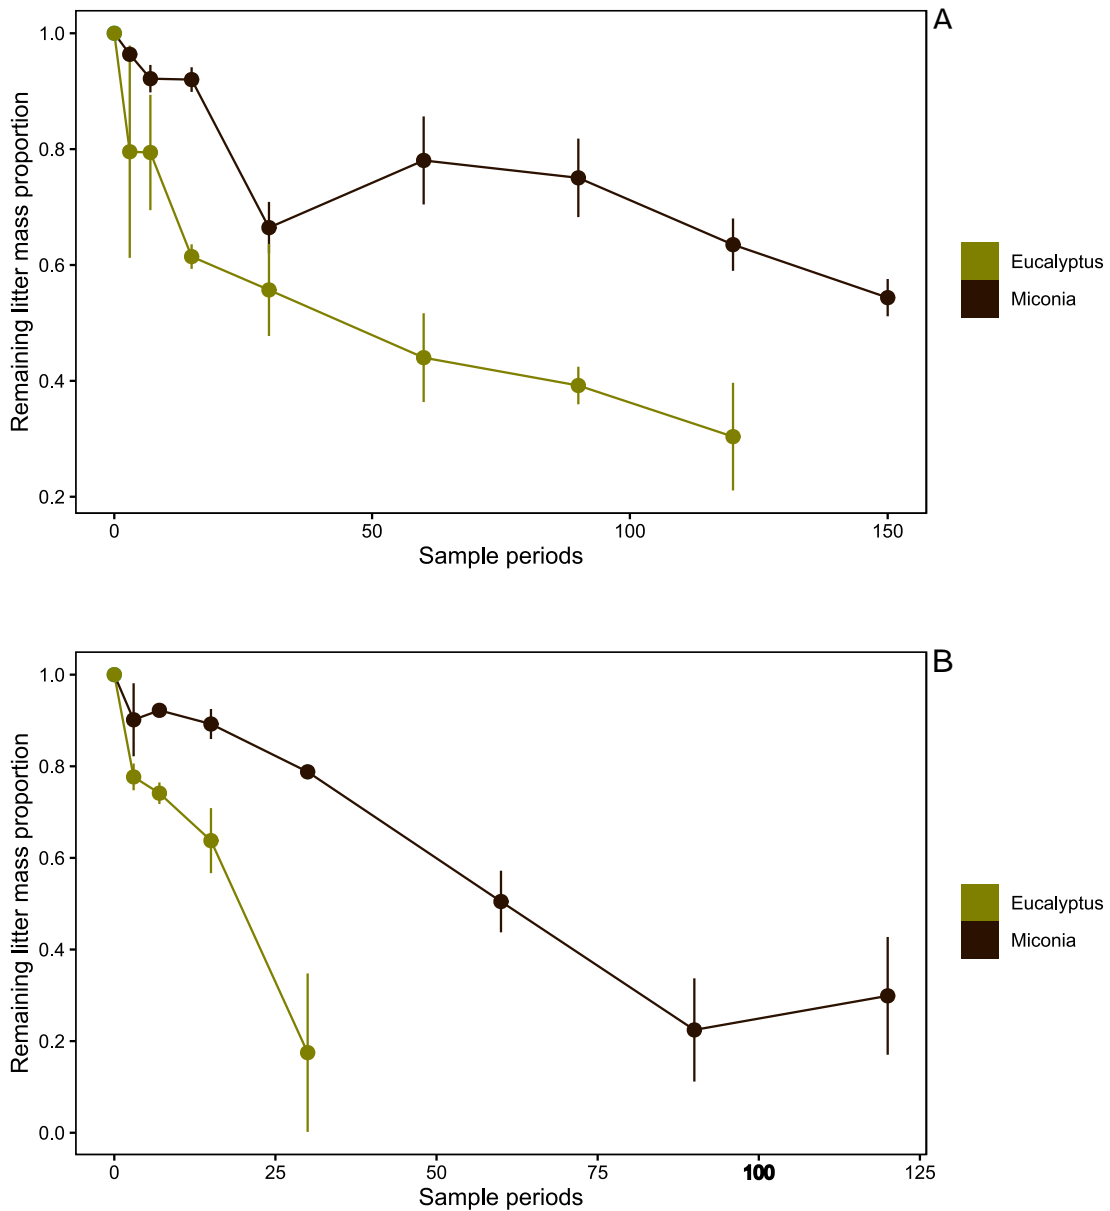 A
1.0
0.8
0.6
0.4
0.2
Remaining litter mass proportion
0
50
100
150
Sample periods
Eucalyptus
Miconia
B
1.0
0.8
0.6
0.4
0.2
0.0
Remaining litter mass proportion
0
25
50
75
100
125
Sample periods
Eucalyptus
Miconia